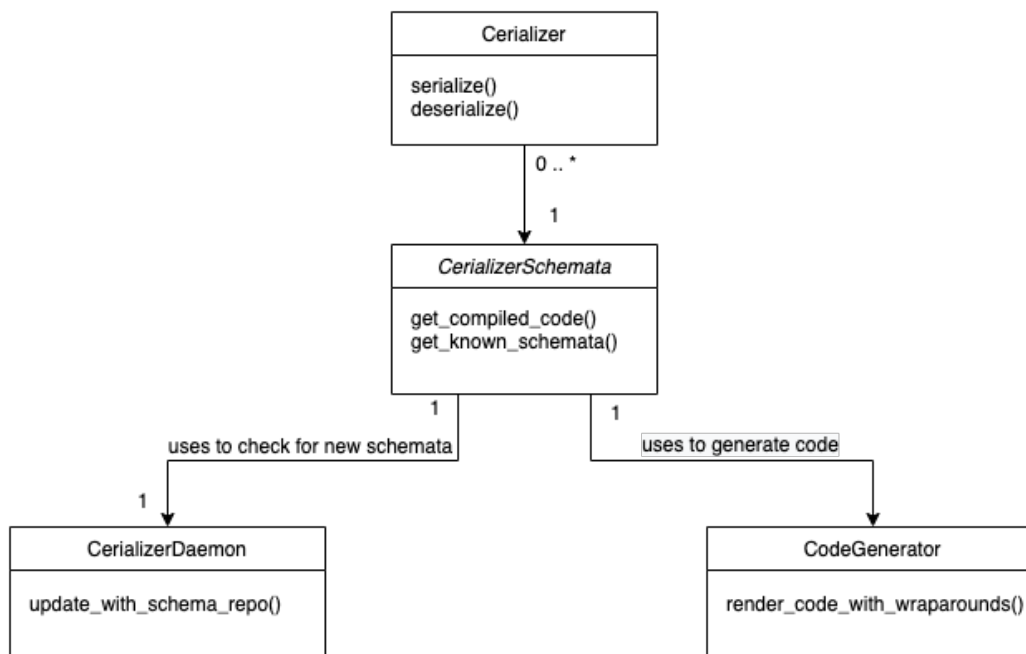 Cerializer
serialize()
deserialize()
0 .. *
1
CerializerSchemata
get_compiled_code()
get_known_schemata()
1
1
uses to check for new schemata
uses to generate code
1
CerializerDaemon
CodeGenerator
update_with_schema_repo()
render_code_with_wraparounds()